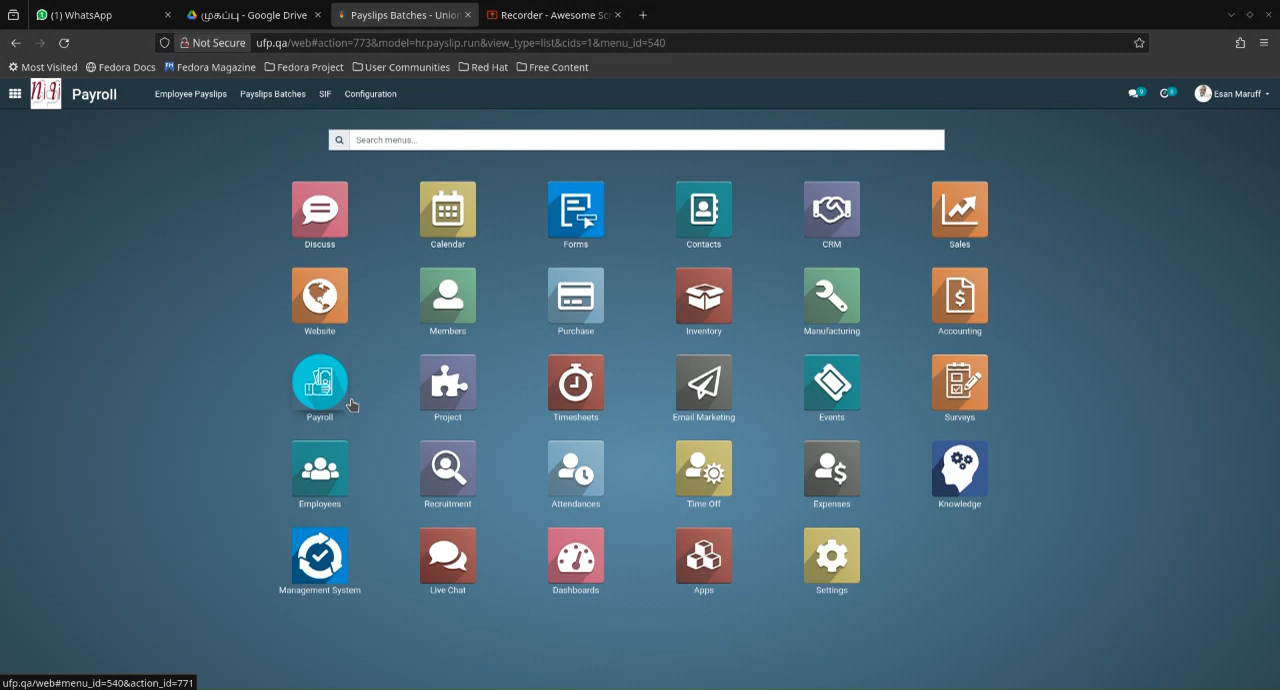 (1) WhatsApp
முகப்பு - Google Drive
Payslips Batches - Union
Recorder - Awesome Scr
Not Secure
ufp.qa/web#action=773&model=hr.payslip.run&view_type=list&cids=1&menu_id=540
Most Visited
Fedora Docs
Fedora Magazine
Fedora Project
User Communities
Red Hat
Free Content
Payroll
Employee Payslips
Payslips Batches
SIF
Configuration
Esan Maruff
Search menus...
Discuss
Calendar
Forms
Contacts
CRM
Sales
Website
Members
Purchase
Inventory
Manufacturing
Accounting
Payroll
Project
Timesheets
Email Marketing
Events
Surveys
Employees
Recruitment
Attendances
Time Off
Expenses
Knowledge
Management System
Live Chat
Dashboards
Apps
Settings
ufp.qa/web#menu_id=540&action_id=771